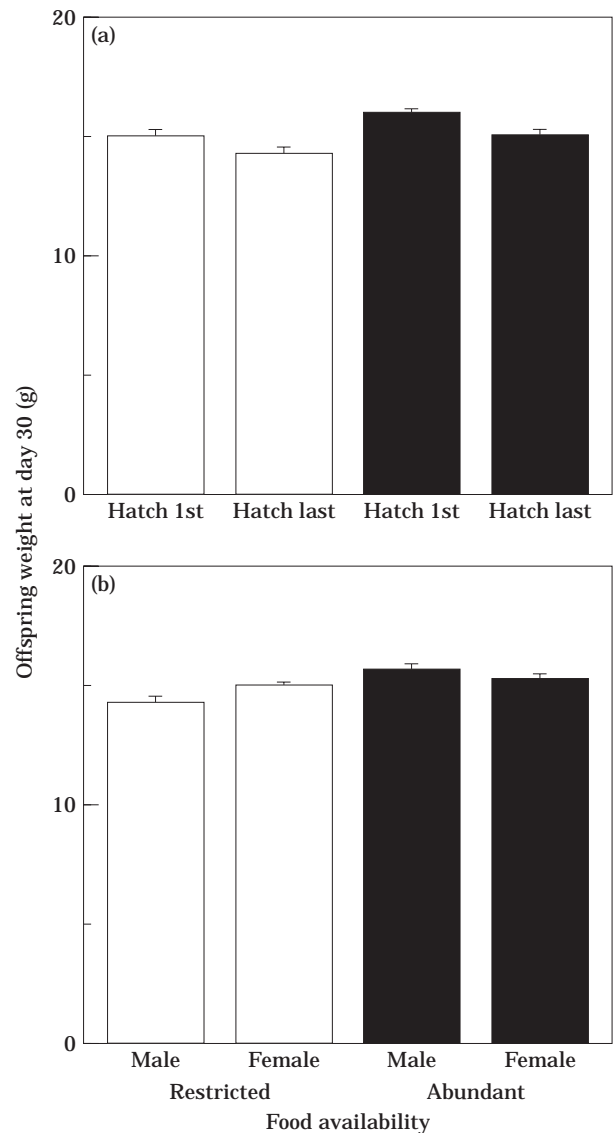 Offspring weight at day 30 (g)
(a)
20
10
0
Hatch 1st Hatch last Hatch 1st Hatch last
(b)
20
10
0
Male Female Male Female
Restricted Abundant
Food availability